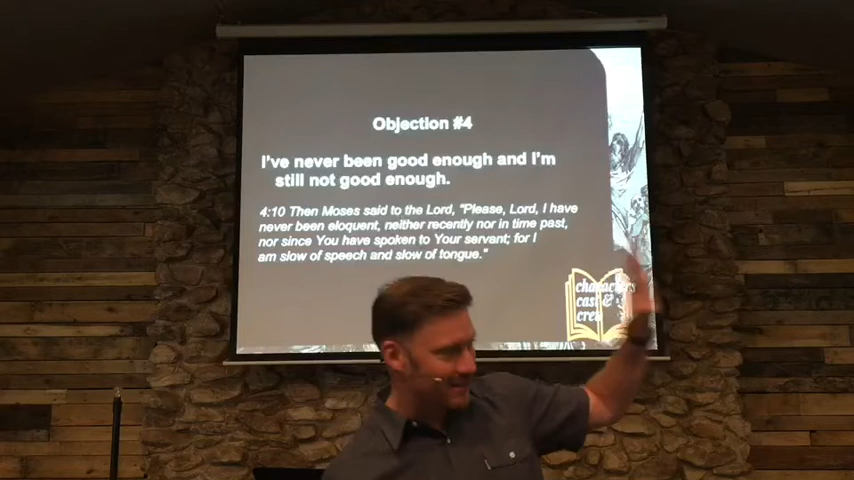 Objection #4
I've never been good enough and I'm
still not good enough.
4:10 Then Moses said to the Lord, "Please, Lord, I have
never been eloquent, neither recently nor in time past,
nor since You have spoken to Your servant; for I
am slow of speech and slow of tongue."
characters
cast &
crew